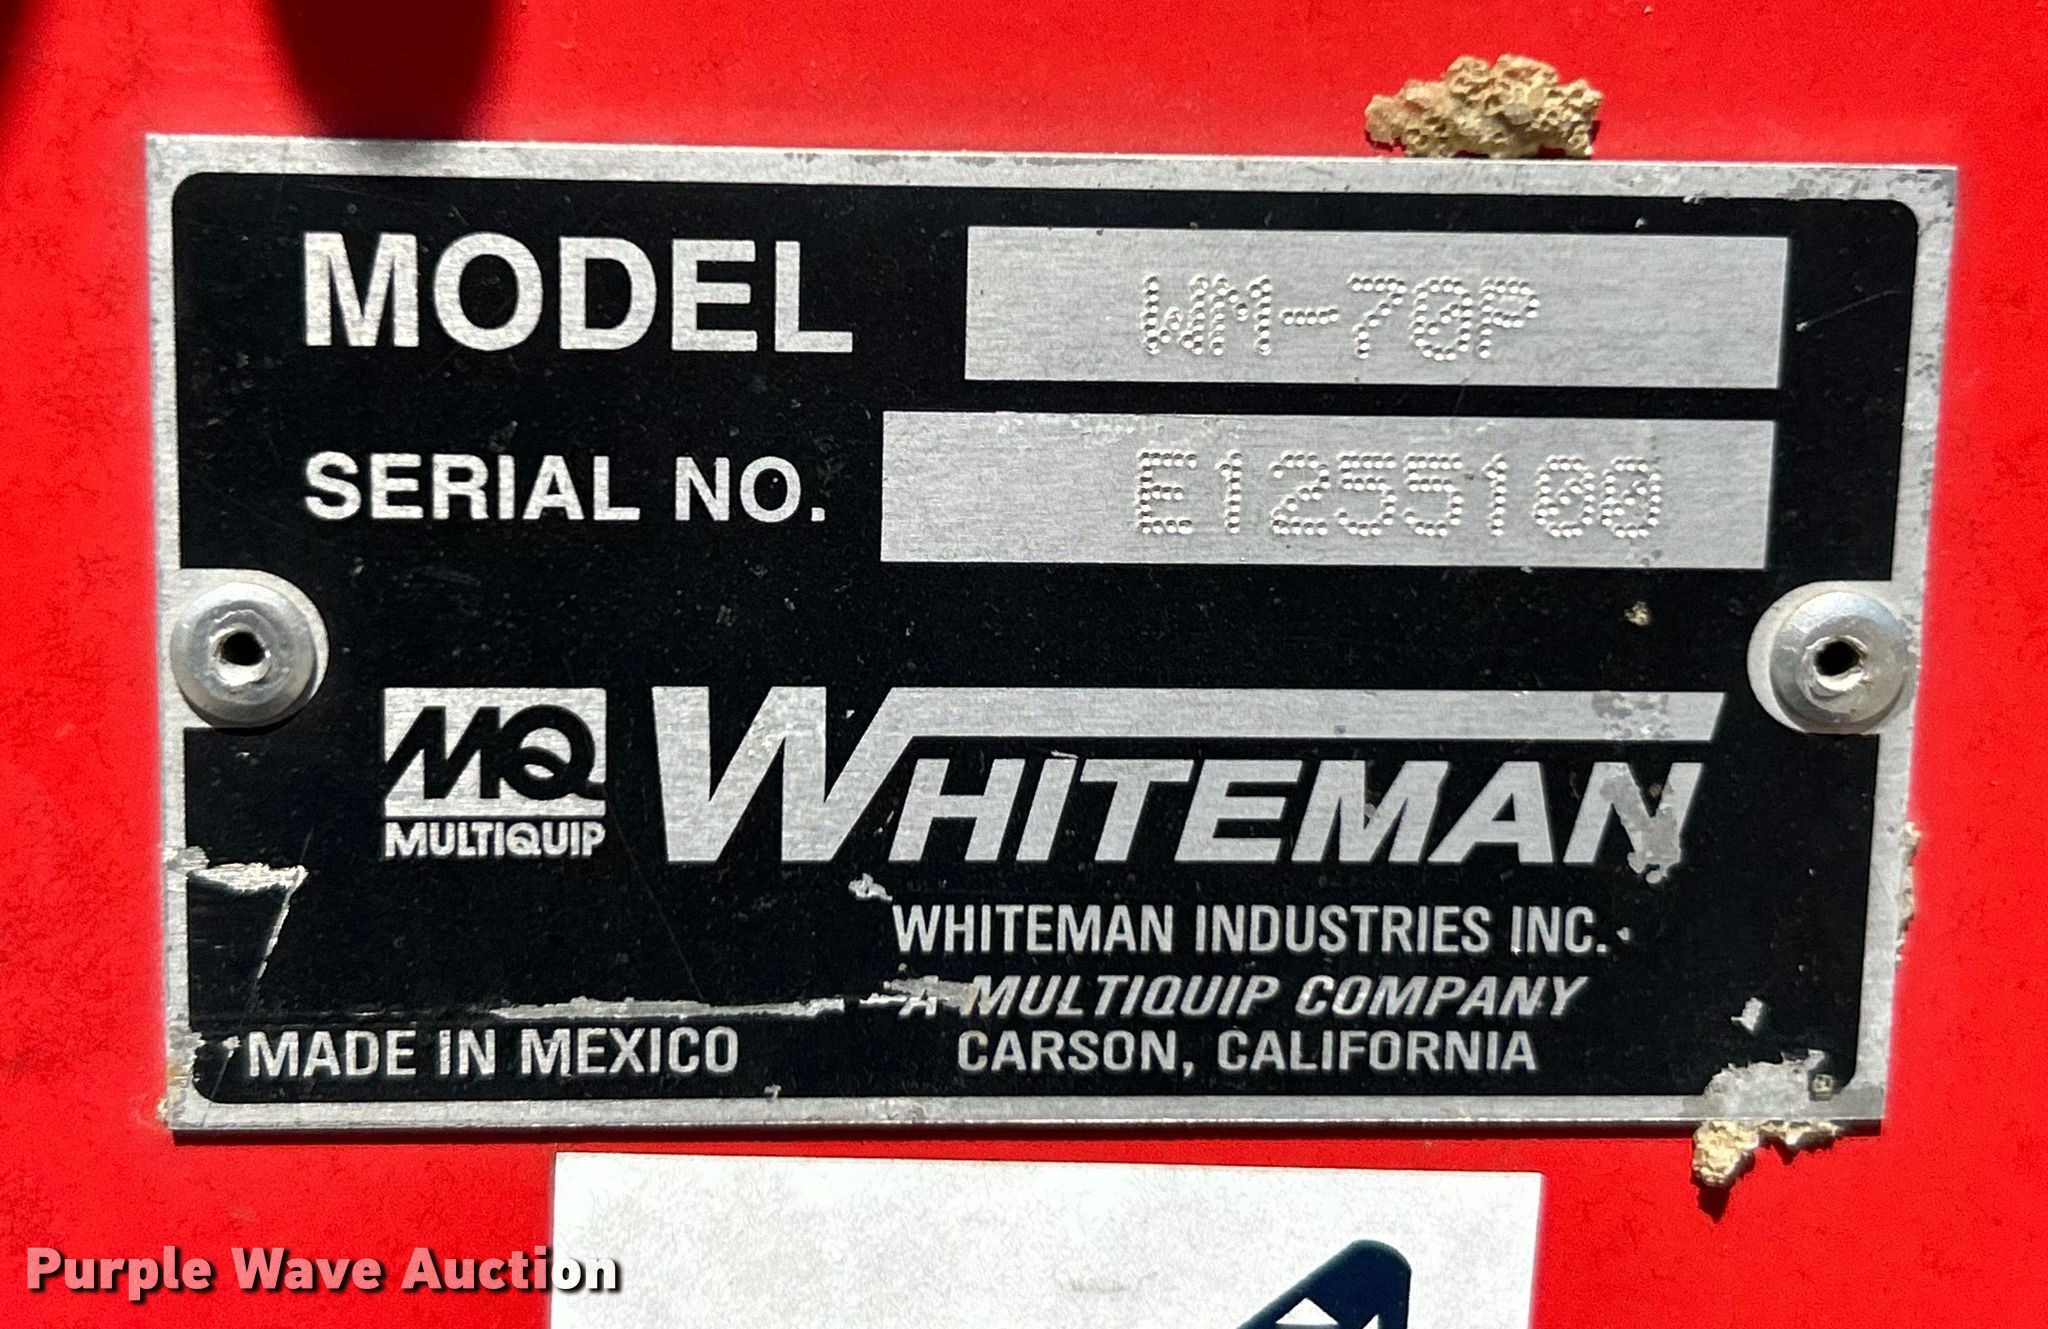 MODEL WM-70P
SERIAL NO. E1255100
MQ
MULTIQUIP
WHITEMAN
WHITEMAN INDUSTRIES INC.
A MULTIQUIP COMPANY
MADE IN MEXICO
CARSON, CALIFORNIA
Purple Wave Auction